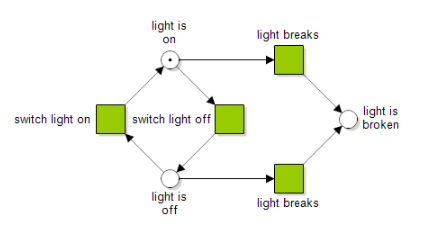 light is
on
light breaks
switch light on
switch light off
light is
broken
light is
off
light breaks